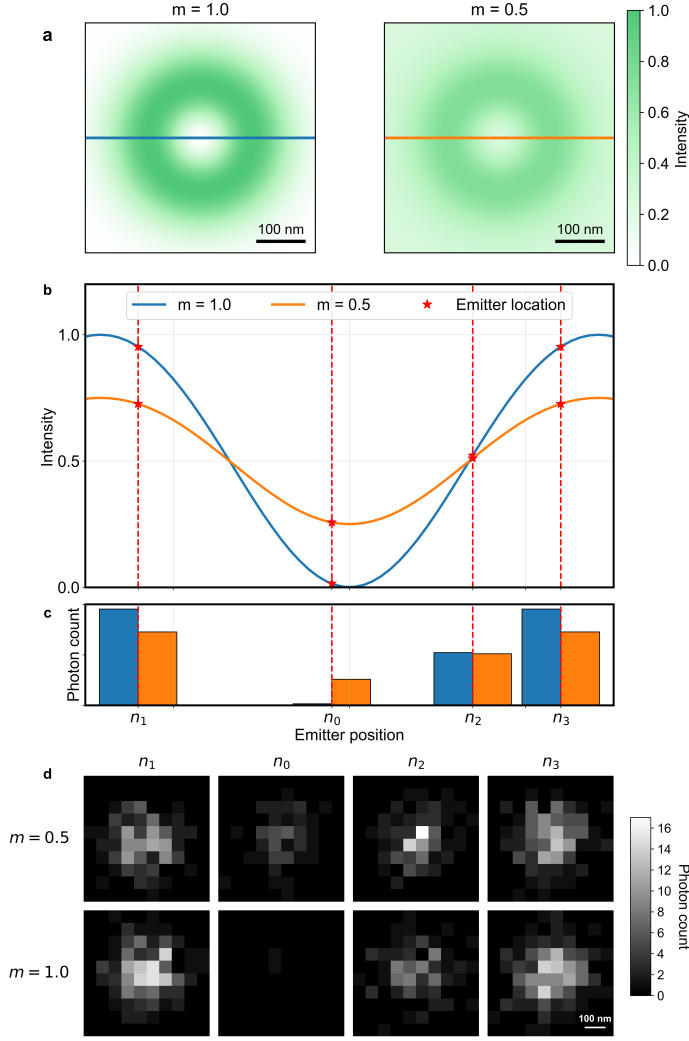 a
m = 1.0
m = 0.5
100 nm
100 nm
1.0
0.8
0.6
0.4
0.2
0.0
Intensity
b
m = 1.0
m = 0.5
Emitter location
1.0
0.5
0.0
Intensity
c
Photon count
n₁
n₀
n₂
n₃
Emitter position
d
n₁
n₀
n₂
n₃
m = 0.5
m = 1.0
100 nm
16
14
12
10
8
6
4
2
0
Photon count